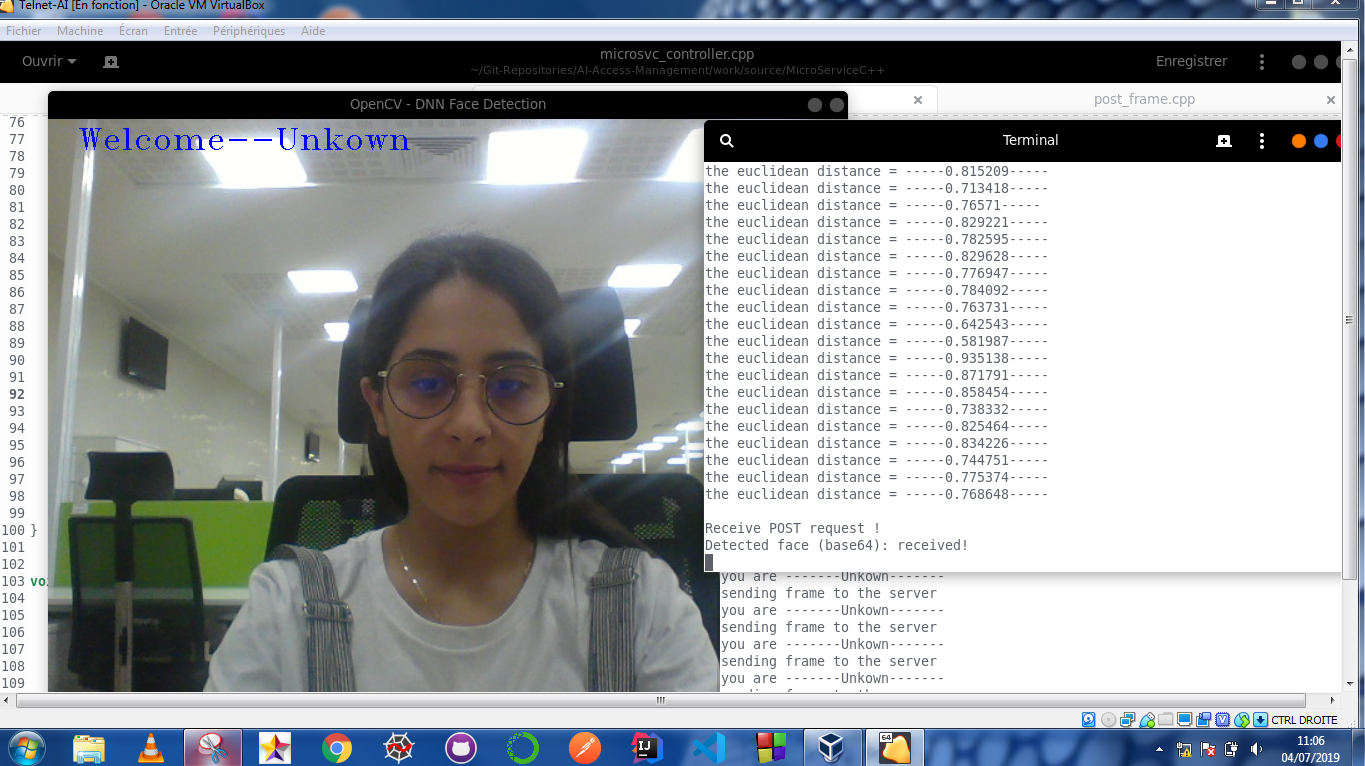 Telnet-AI [En fonction] - Oracle VM VirtualBox
Fichier Machine Écran Entrée Périphériques Aide
Ouvrir
microsvc_controller.cpp
~/Git-Repositories/AI-Access-Management/work/source/MicroServiceC++
Enregistrer
post_frame.cpp
OpenCV - DNN Face Detection
Welcome--Unkown
76
77
78
79
80
81
82
83
84
85
86
87
88
89
90
91
92
93
94
95
96
97
98
99
100 }
101
102
103
104
105
106
107
108
109
Terminal
the euclidean distance = -----0.815209-----
the euclidean distance = -----0.713418-----
the euclidean distance = -----0.76571-----
the euclidean distance = -----0.829221-----
the euclidean distance = -----0.782595-----
the euclidean distance = -----0.829628-----
the euclidean distance = -----0.776947-----
the euclidean distance = -----0.784092-----
the euclidean distance = -----0.763731-----
the euclidean distance = -----0.642543-----
the euclidean distance = -----0.581987-----
the euclidean distance = -----0.935138-----
the euclidean distance = -----0.871791-----
the euclidean distance = -----0.858454-----
the euclidean distance = -----0.738332-----
the euclidean distance = -----0.825464-----
the euclidean distance = -----0.834226-----
the euclidean distance = -----0.744751-----
the euclidean distance = -----0.775374-----
the euclidean distance = -----0.768648-----
Receive POST request !
Detected face (base64): received!
you are -------Unkown-------
sending frame to the server
you are -------Unkown-------
sending frame to the server
you are -------Unkown-------
sending frame to the server
you are -------Unkown-------
CTRL DROITE
64
11:06
04/07/2019